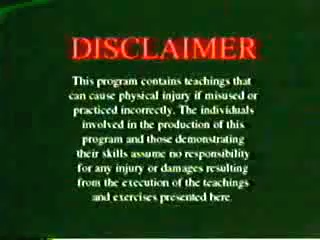 DISCLAIMER
This program contains teachings that
can cause physical injury if misused or
practiced incorrectly. The individuals
involved in the production of this
program and those demonstrating
their skills assume no responsibility
for any injury or damages resulting
from the execution of the teachings
and exercises presented here.